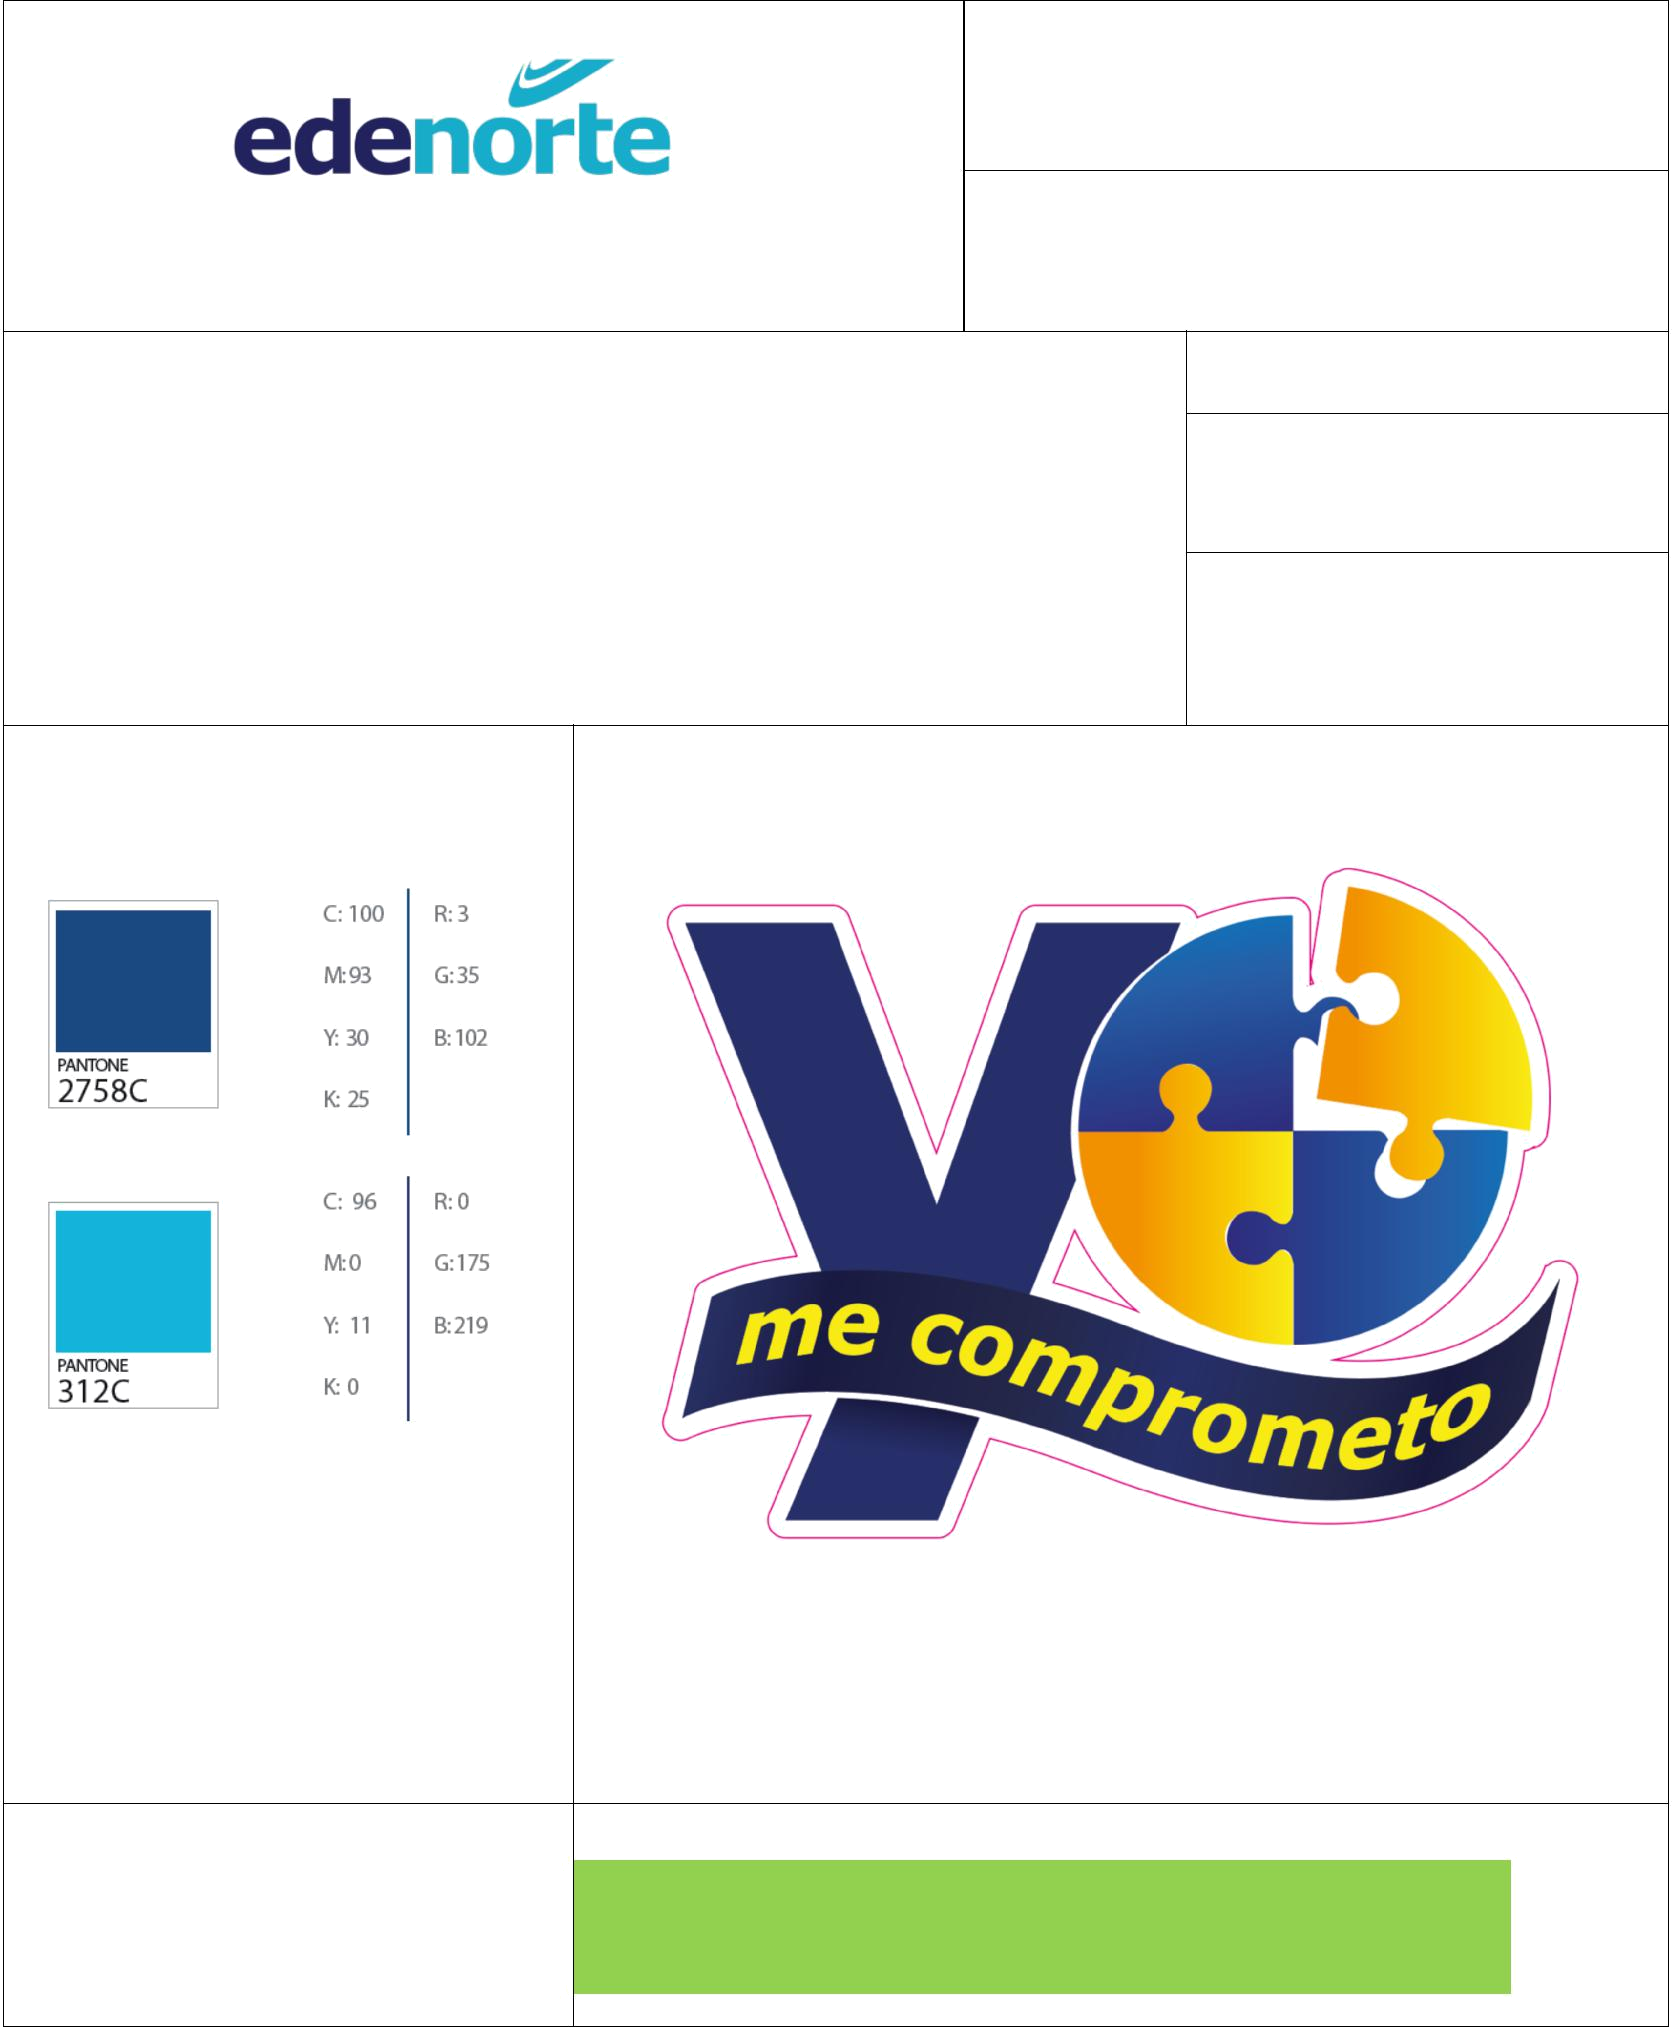 edenorte
C: 100 R: 3
M: 93 G: 35
Y: 30 B: 102
K: 25
PANTONE
2758C
C: 96 R: 0
M: 0 G: 175
Y: 11 B: 219
K: 0
PANTONE
312C
YO
me comprometo